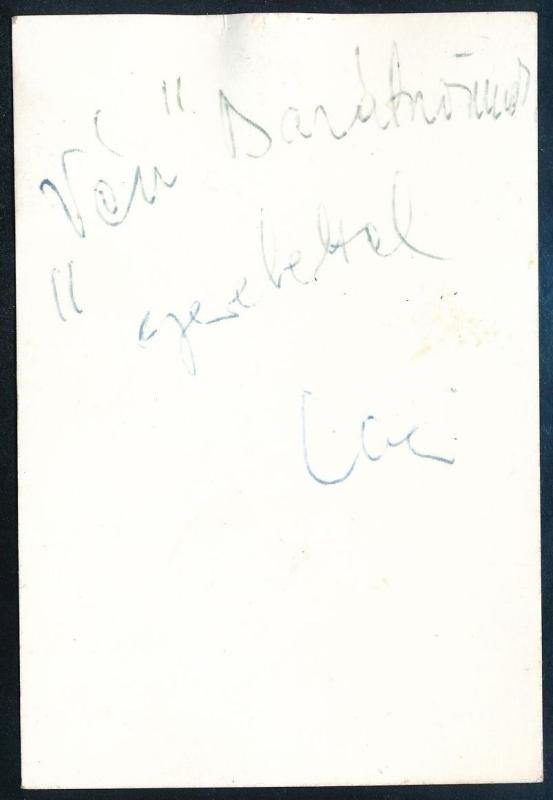 "Vén" Barátnőmnek
szeretettel
Laci